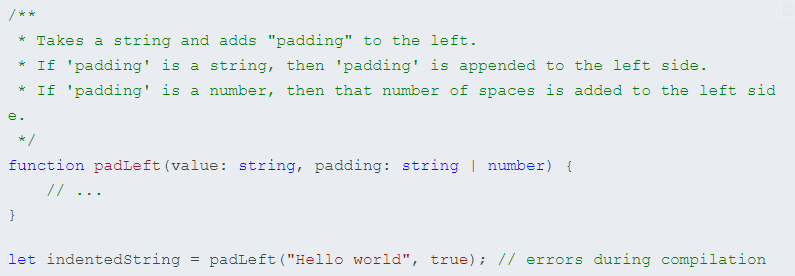 /**
 * Takes a string and adds "padding" to the left.
 * If 'padding' is a string, then 'padding' is appended to the left side.
 * If 'padding' is a number, then that number of spaces is added to the left sid
e.
 */
function padLeft(value: string, padding: string | number) {
    // ...
}

let indentedString = padLeft("Hello world", true); // errors during compilation